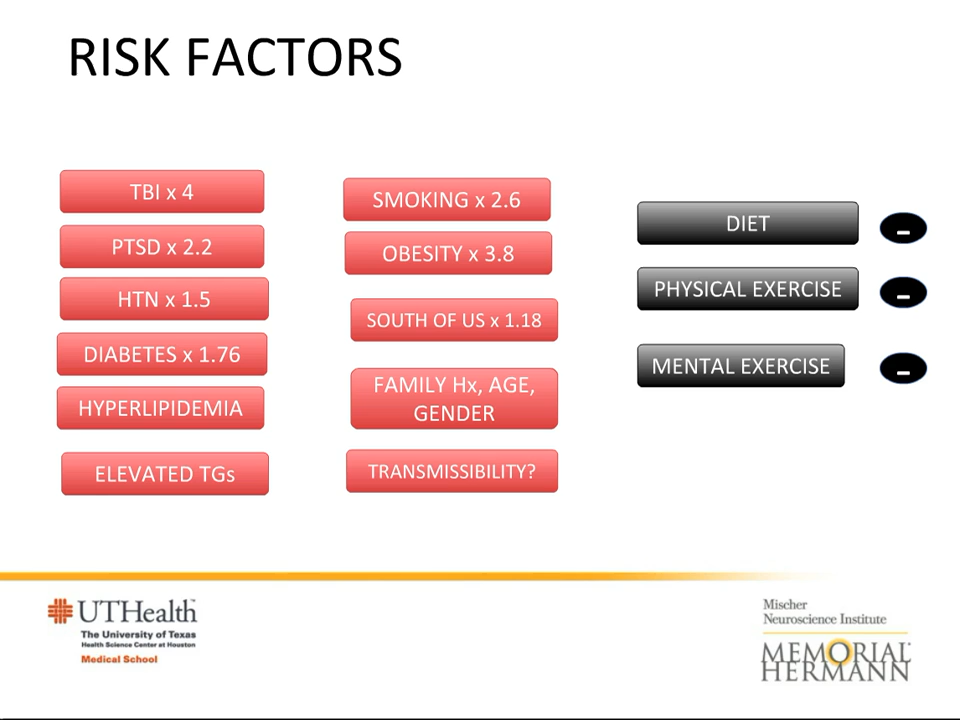 RISK FACTORS
TBI x 4
PTSD x 2.2
HTN x 1.5
DIABETES x 1.76
HYPERLIPIDEMIA
ELEVATED TGs
SMOKING x 2.6
OBESITY x 3.8
SOUTH OF US x 1.18
FAMILY Hx, AGE,
GENDER
TRANSMISSIBILITY?
DIET
-
PHYSICAL EXERCISE
-
MENTAL EXERCISE
-
UTHealth
The University of Texas
Health Science Center at Houston
Medical School
Mischer
Neuroscience Institute
MEMORIAL
HERMANN